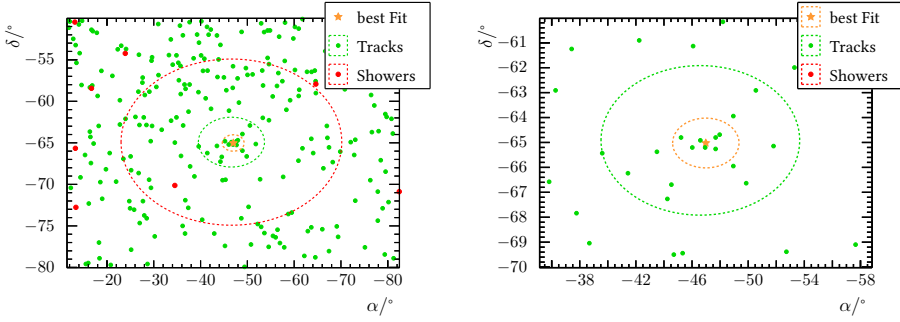 δ/°
−55
−60
−65
−70
−75
−80
−20
−30
−40
−50
−60
−70
−80
α/°
best Fit
Tracks
Showers
δ/°
−61
−62
−63
−64
−65
−66
−67
−68
−69
−70
−38
−42
−46
−50
−54
−58
α/°
best Fit
Tracks
Showers